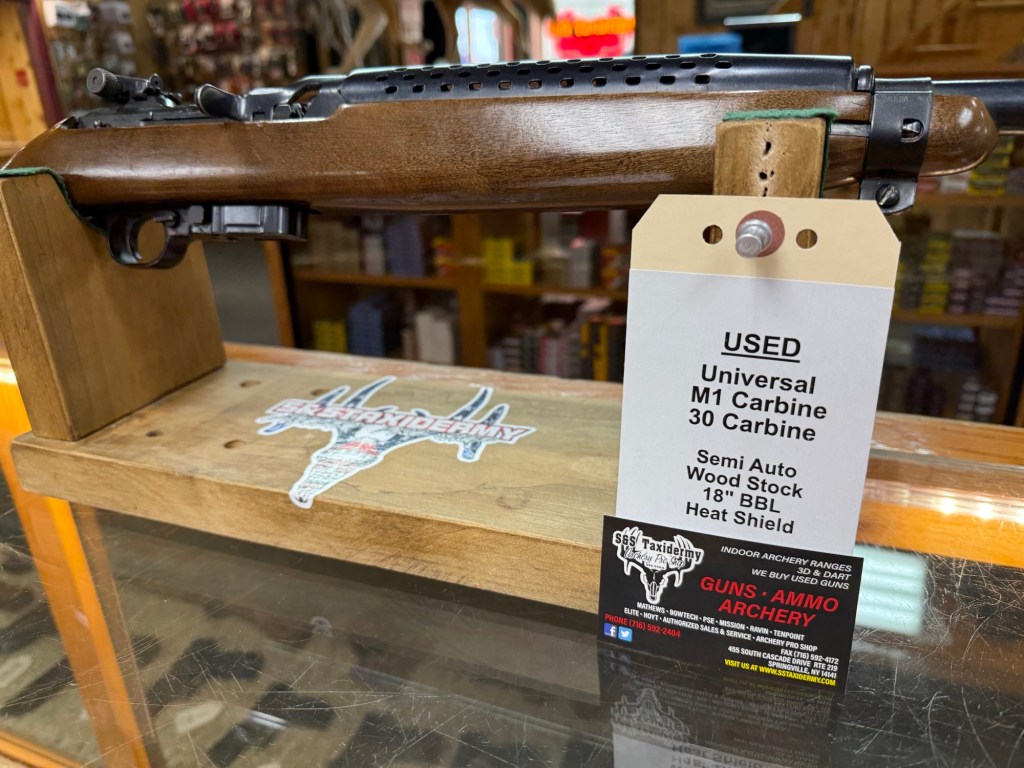 USED
Universal
M1 Carbine
30 Carbine
Semi Auto
Wood Stock
18" BBL
Heat Shield
S&S TAXIDERMY
S&S Taxidermy
INDOOR ARCHERY RANGES
3D & DART
WE BUY USED GUNS
GUNS • AMMO
ARCHERY
MATHEWS • BOWTECH • PSE • MISSION • RAVIN • TENPOINT
ELITE • HOYT • AUTHORIZED SALES & SERVICE • ARCHERY PRO SHOP
PHONE (716) 592-2404
FAX (716) 592-4172
455 SOUTH CASCADE DRIVE RTE 219
SPRINGVILLE, NY 14141
VISIT US AT WWW.SSTAXIDERMY.COM